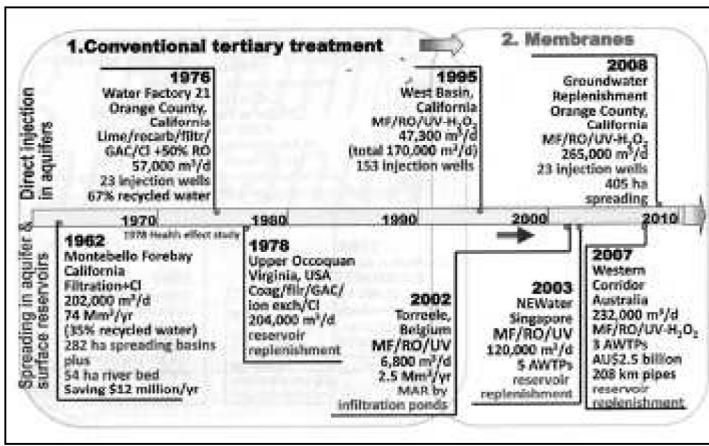 1.Conventional tertiary treatment
2. Membranes
Direct injection
in aquifers
1976
Water Factory 21
Orange County,
California
Lime/recarb/filtr/
GAC/Cl +50% RO
57,000 m³/d
23 injection wells
67% recycled water
1995
West Basin,
California
MF/RO/UV-H₂O₂
47,300 m³/d
(total 170,000 m³/d)
153 injection wells
2008
Groundwater
Replenishment
Orange County,
California
MF/RO/UV-H₂O₂
265,000 m³/d
23 injection wells
405 ha
spreading
1970
1980
1990
2000
2010
1978 Health effect study
Spreading in aquifer &
surface reservoirs
1962
Montebello Forebay
California
Filtration+Cl
202,000 m³/d
74 Mm³/yr
(35% recycled water)
282 ha spreading basins
plus
54 ha river bed
Saving $12 million/yr
1978
Upper Occoquan
Virginia, USA
Coag/filr/GAC/
ion exch/Cl
204,000 m³/d
reservoir
replenishment
2002
Torreele,
Belgium
MF/RO/UV
6,800 m³/d
2.5 Mm³/yr
MAR by
infiltration ponds
2003
NEWater
Singapore
MF/RO/UV
120,000 m³/d
5 AWTPs
reservoir
replenishment
2007
Western
Corridor
Australia
232,000 m³/d
MF/RO/UV-H₂O₂
3 AWTPs
AU$2.5 billion
208 km pipes
reservoir
replenishment